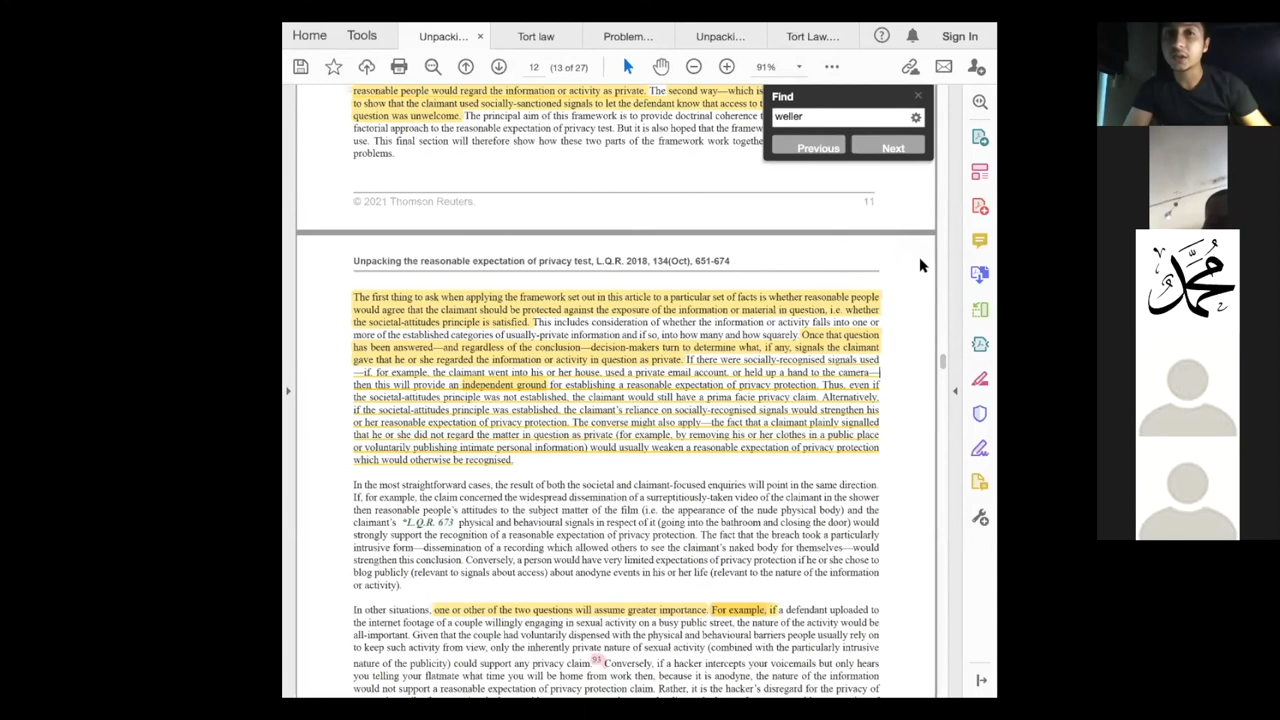 Home Tools Unpacki... × Tort law Problem... Unpacki... Tort Law.... Sign In
12 (13 of 27) 91%
Find
weller
Previous Next
reasonable people would regard the information or activity as private. The second way—which is
to show that the claimant used socially-sanctioned signals to let the defendant know that access to t
question was unwelcome. The principal aim of this framework is to provide doctrinal coherence t
factorial approach to the reasonable expectation of privacy test. But it is also hoped that the framew
use. This final section will therefore show how these two parts of the framework work togethe
problems.
© 2021 Thomson Reuters. 11
Unpacking the reasonable expectation of privacy test, L.Q.R. 2018, 134(Oct), 651-674
The first thing to ask when applying the framework set out in this article to a particular set of facts is whether reasonable people
would agree that the claimant should be protected against the exposure of the information or material in question, i.e. whether
the societal-attitudes principle is satisfied. This includes consideration of whether the information or activity falls into one or
more of the established categories of usually-private information and if so, into how many and how squarely. Once that question
has been answered—and regardless of the conclusion—decision-makers turn to determine what, if any, signals the claimant
gave that he or she regarded the information or activity in question as private. If there were socially-recognised signals used
—if, for example, the claimant went into his or her house, used a private email account, or held up a hand to the camera—
then this will provide an independent ground for establishing a reasonable expectation of privacy protection. Thus, even if
the societal-attitudes principle was not established, the claimant would still have a prima facie privacy claim. Alternatively,
if the societal-attitudes principle was established, the claimant's reliance on socially-recognised signals would strengthen his
or her reasonable expectation of privacy protection. The converse might also apply—the fact that a claimant plainly signalled
that he or she did not regard the matter in question as private (for example, by removing his or her clothes in a public place
or voluntarily publishing intimate personal information) would usually weaken a reasonable expectation of privacy protection
which would otherwise be recognised.
In the most straightforward cases, the result of both the societal and claimant-focused enquiries will point in the same direction.
If, for example, the claim concerned the widespread dissemination of a surreptitiously-taken video of the claimant in the shower
then reasonable people's attitudes to the subject matter of the film (i.e. the appearance of the nude physical body) and the
claimant's *L.Q.R. 673 physical and behavioural signals in respect of it (going into the bathroom and closing the door) would
strongly support the recognition of a reasonable expectation of privacy protection. The fact that the breach took a particularly
intrusive form—dissemination of a recording which allowed others to see the claimant's naked body for themselves—would
strengthen this conclusion. Conversely, a person would have very limited expectations of privacy protection if he or she chose to
blog publicly (relevant to signals about access) about anodyne events in his or her life (relevant to the nature of the information
or activity).
In other situations, one or other of the two questions will assume greater importance. For example, if a defendant uploaded to
the internet footage of a couple willingly engaging in sexual activity on a busy public street, the nature of the activity would be
all-important. Given that the couple had voluntarily dispensed with the physical and behavioural barriers people usually rely on
to keep such activity from view, only the inherently private nature of sexual activity (combined with the particularly intrusive
nature of the publicity) could support any privacy claim.93 Conversely, if a hacker intercepts your voicemails but only hears
you telling your flatmate what time you will be home from work then, because it is anodyne, the nature of the information
would not support a reasonable expectation of privacy protection claim. Rather, it is the hacker's disregard for the privacy of
محمد